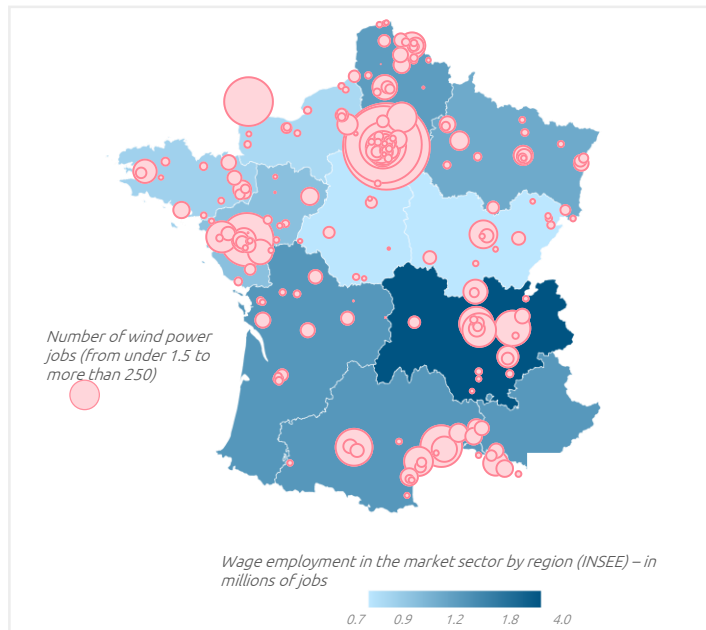 Number of wind power
jobs (from under 1.5 to
more than 250)
Wage employment in the market sector by region (INSEE) – in
millions of jobs
0.7 0.9 1.2 1.8 4.0